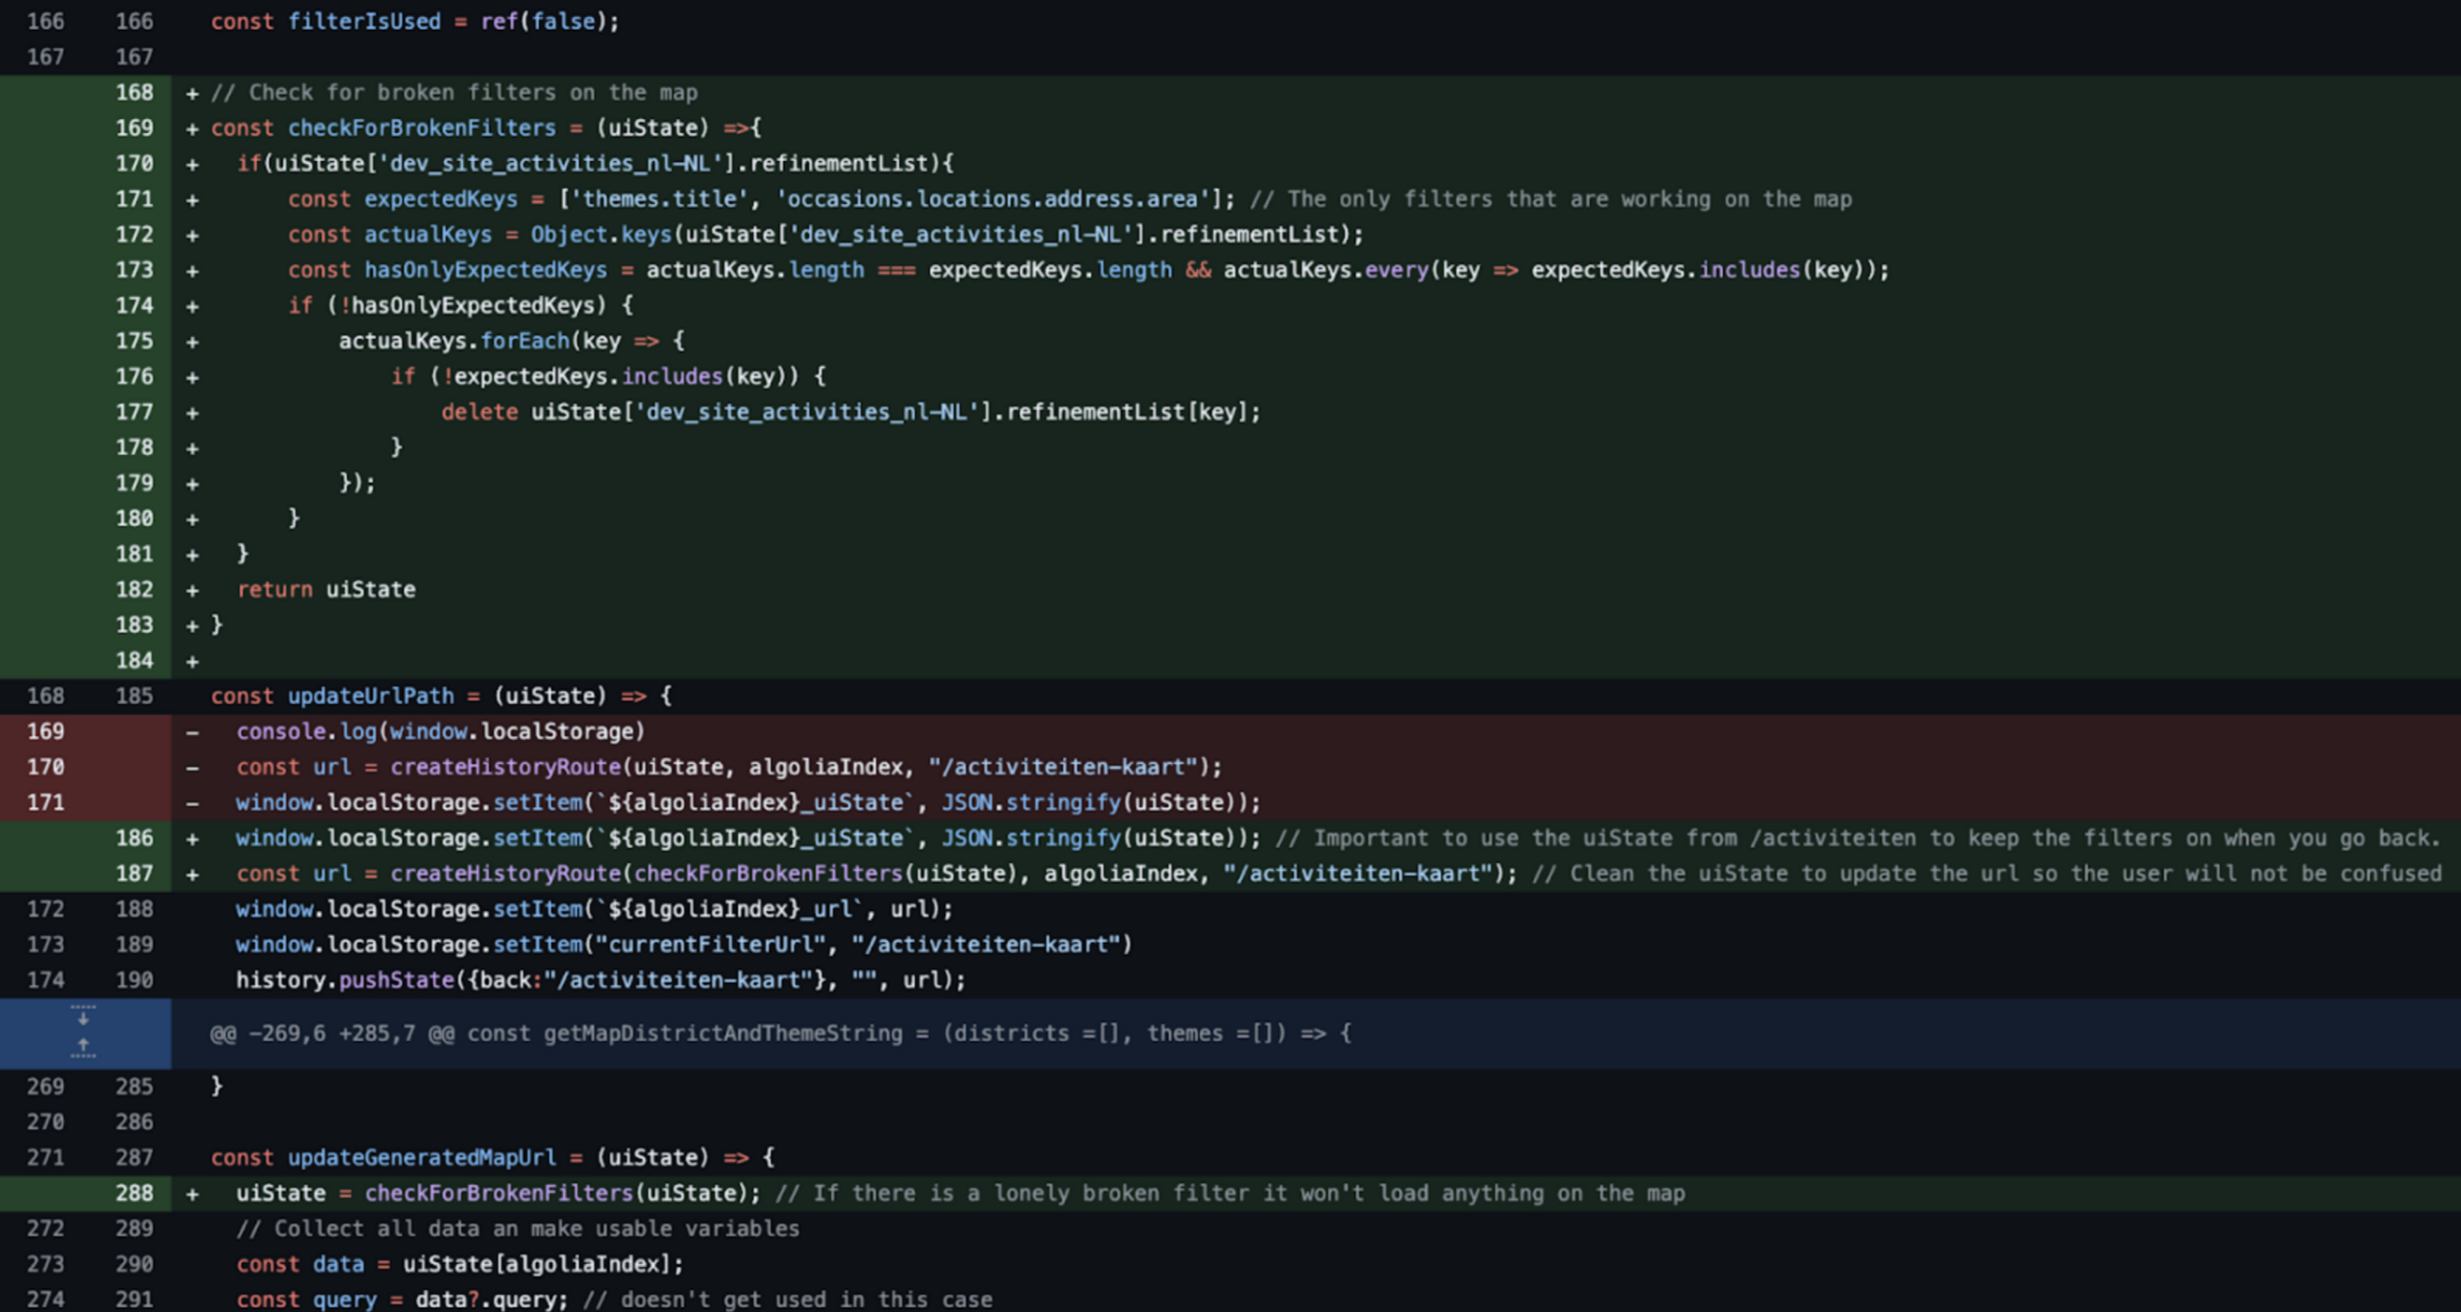 166 166 const filterIsUsed = ref(false);
167 167
168 + // Check for broken filters on the map
169 + const checkForBrokenFilters = (uiState) =>{
170 + if(uiState['dev_site_activities_nl-NL'].refinementList){
171 + const expectedKeys = ['themes.title', 'occasions.locations.address.area']; // The only filters that are working on the map
172 + const actualKeys = Object.keys(uiState['dev_site_activities_nl-NL'].refinementList);
173 + const hasOnlyExpectedKeys = actualKeys.length === expectedKeys.length && actualKeys.every(key => expectedKeys.includes(key));
174 + if (!hasOnlyExpectedKeys) {
175 + actualKeys.forEach(key => {
176 + if (!expectedKeys.includes(key)) {
177 + delete uiState['dev_site_activities_nl-NL'].refinementList[key];
178 + }
179 + });
180 + }
181 + }
182 + return uiState
183 + }
184 +
168 185 const updateUrlPath = (uiState) => {
169 - console.log(window.localStorage)
170 - const url = createHistoryRoute(uiState, algoliaIndex, "/activiteiten-kaart");
171 - window.localStorage.setItem(`${algoliaIndex}_uiState`, JSON.stringify(uiState));
186 + window.localStorage.setItem(`${algoliaIndex}_uiState`, JSON.stringify(uiState)); // Important to use the uiState from /activiteiten to keep the filters on when you go back.
187 + const url = createHistoryRoute(checkForBrokenFilters(uiState), algoliaIndex, "/activiteiten-kaart"); // Clean the uiState to update the url so the user will not be confused
172 188 window.localStorage.setItem(`${algoliaIndex}_url`, url);
173 189 window.localStorage.setItem("currentFilterUrl", "/activiteiten-kaart")
174 190 history.pushState({back:"/activiteiten-kaart"}, "", url);
@@ -269,6 +285,7 @@ const getMapDistrictAndThemeString = (districts =[], themes =[]) => {
269 285 }
270 286
271 287 const updateGeneratedMapUrl = (uiState) => {
288 + uiState = checkForBrokenFilters(uiState); // If there is a lonely broken filter it won't load anything on the map
272 289 // Collect all data an make usable variables
273 290 const data = uiState[algoliaIndex];
274 291 const query = data?.query; // doesn't get used in this case